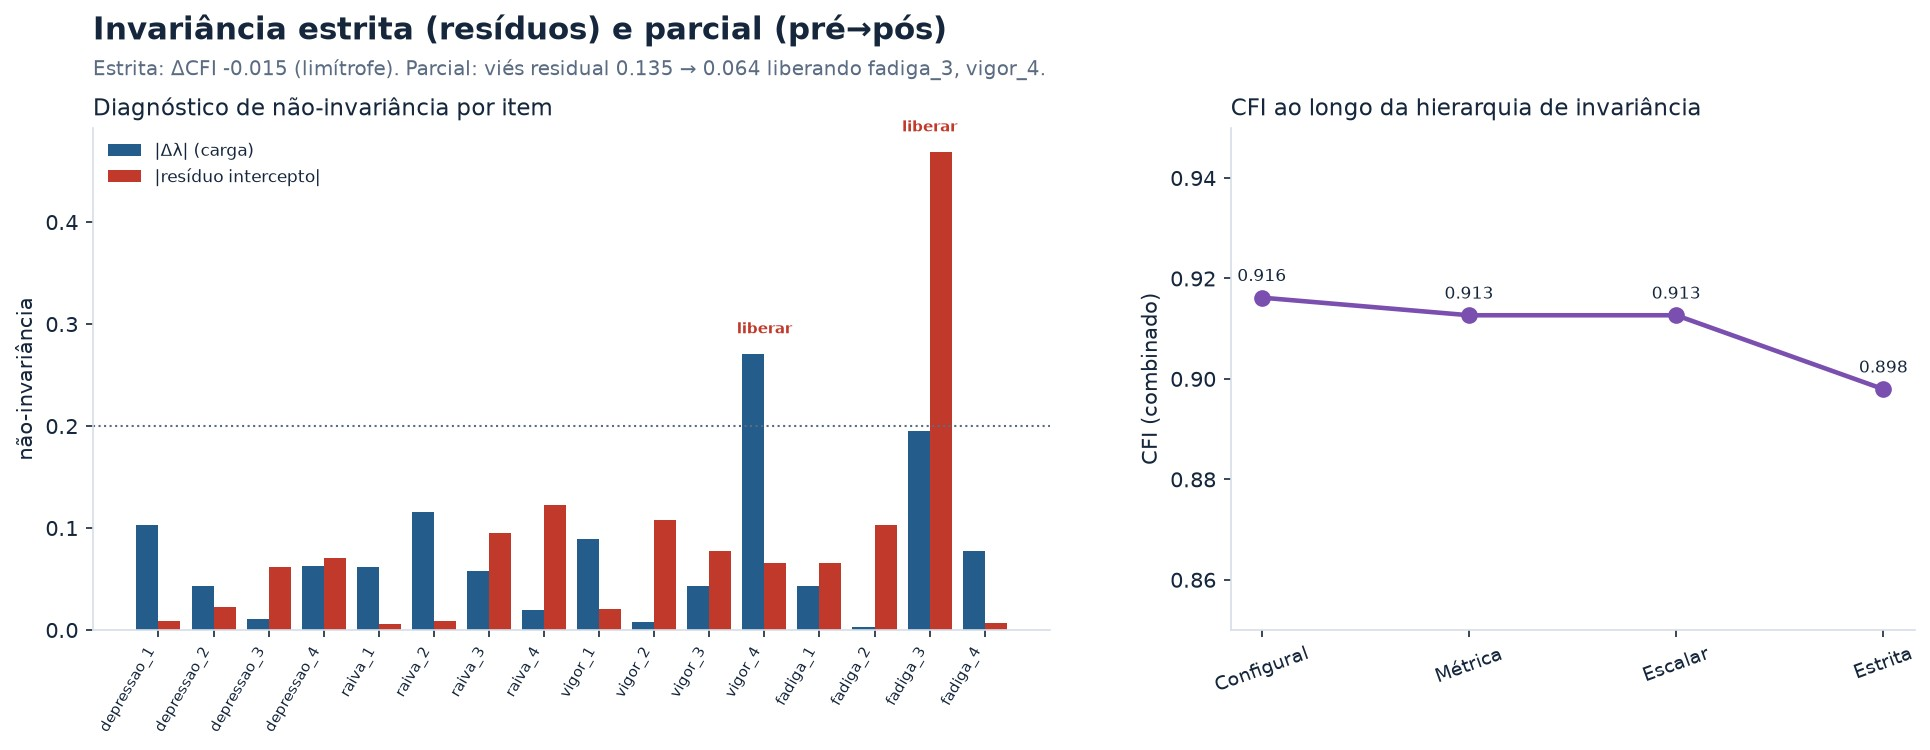 Invariância estrita (resíduos) e parcial (pré→pós)
Estrita: ΔCFI -0.015 (limítrofe). Parcial: viés residual 0.135 → 0.064 liberando fadiga_3, vigor_4.
Diagnóstico de não-invariância por item
|Δλ| (carga)
|resíduo intercepto|
liberar
liberar
não-invariância
0.4
0.3
0.2
0.1
0.0
depressao_1
depressao_2
depressao_3
depressao_4
raiva_1
raiva_2
raiva_3
raiva_4
vigor_1
vigor_2
vigor_3
vigor_4
fadiga_1
fadiga_2
fadiga_3
fadiga_4
CFI ao longo da hierarquia de invariância
CFI (combinado)
0.94
0.92
0.90
0.88
0.86
0.916
0.913
0.913
0.898
Configural
Métrica
Escalar
Estrita